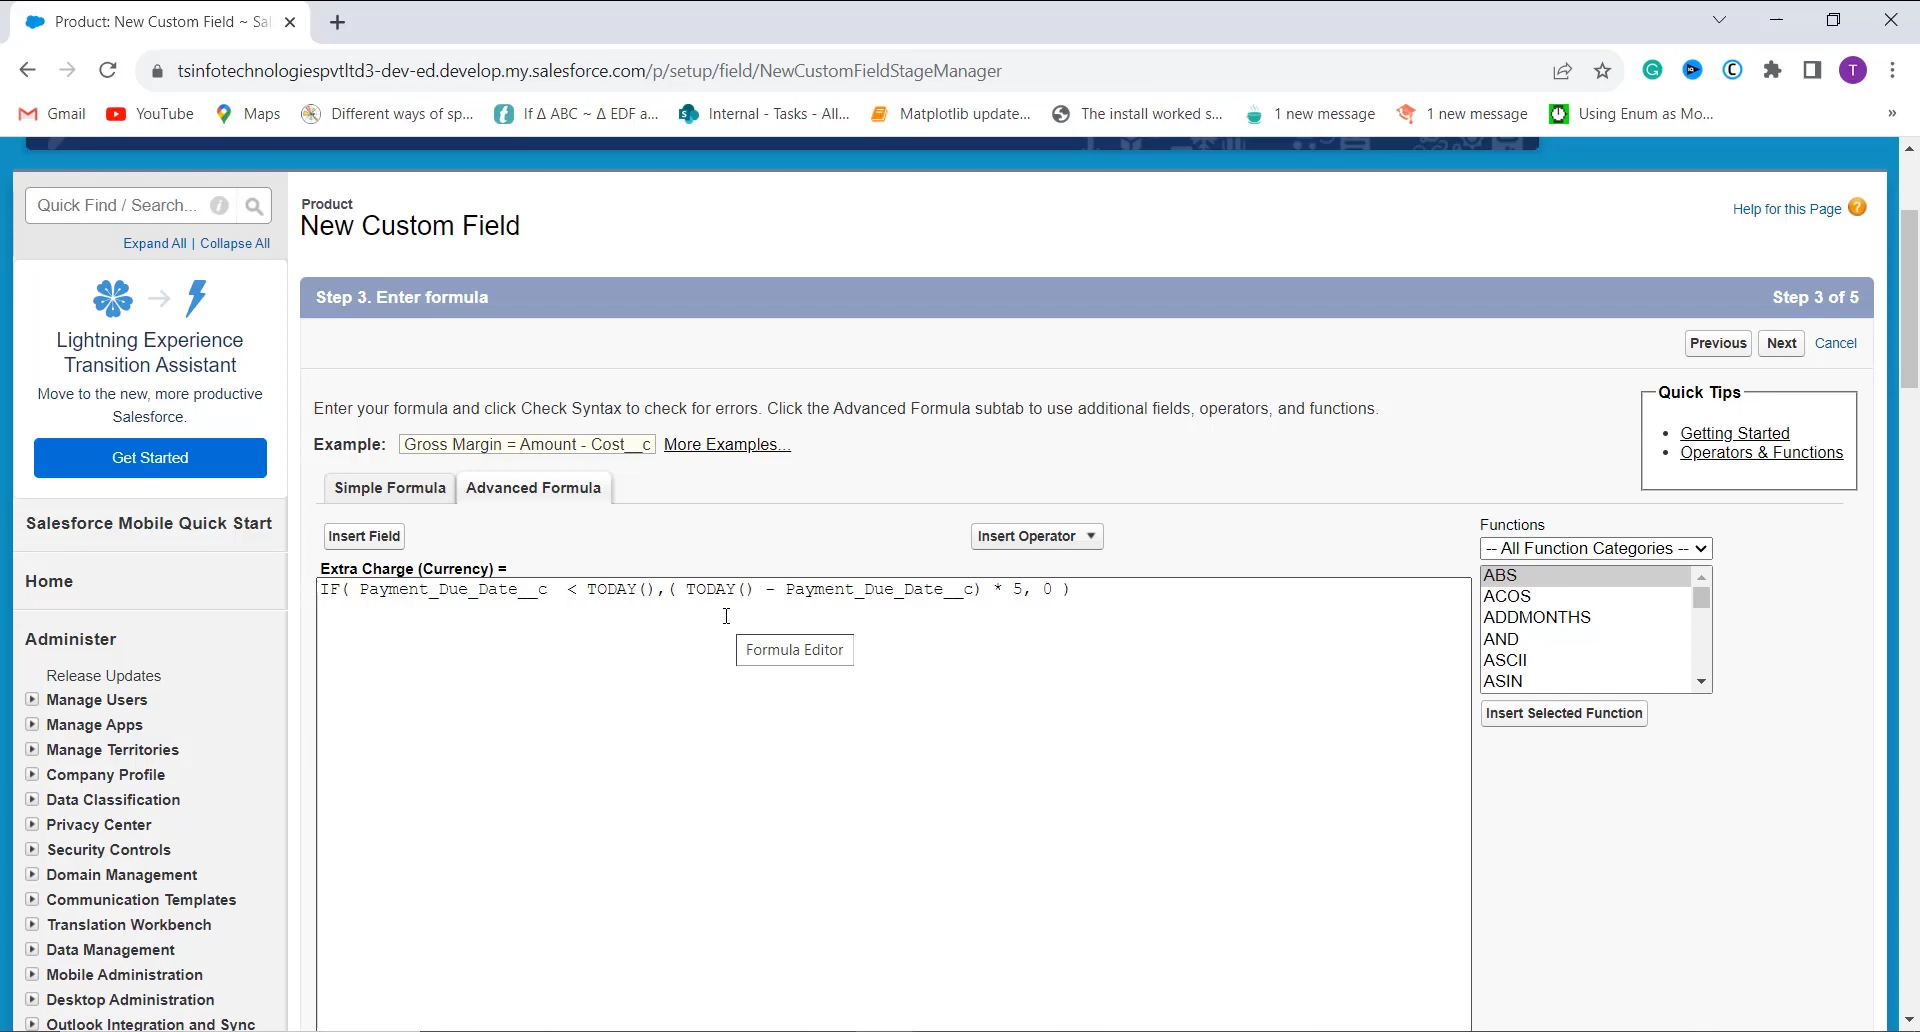 Product: New Custom Field ~ Sal
tsinfotechnologiespvtltd3-dev-ed.develop.my.salesforce.com/p/setup/field/NewCustomFieldStageManager
T
Gmail
YouTube
Maps
Different ways of sp...
If Δ ABC ~ Δ EDF a...
Internal - Tasks - All...
Matplotlib update...
The install worked s...
1 new message
1 new message
Using Enum as Mo...
»
Quick Find / Search...
Expand All | Collapse All
Lightning Experience
Transition Assistant
Move to the new, more productive
Salesforce.
Get Started
Salesforce Mobile Quick Start
Home
Administer
Release Updates
Manage Users
Manage Apps
Manage Territories
Company Profile
Data Classification
Privacy Center
Security Controls
Domain Management
Communication Templates
Translation Workbench
Data Management
Mobile Administration
Desktop Administration
Outlook Integration and Sync
Product
New Custom Field
Help for this Page ?
Step 3. Enter formula
Step 3 of 5
Previous
Next
Cancel
Enter your formula and click Check Syntax to check for errors. Click the Advanced Formula subtab to use additional fields, operators, and functions.
Example: Gross Margin = Amount - Cost__c More Examples...
Quick Tips
• Getting Started
• Operators & Functions
Simple Formula
Advanced Formula
Insert Field
Insert Operator
Extra Charge (Currency) =
IF( Payment_Due_Date__c  < TODAY(),( TODAY() - Payment_Due_Date__c) * 5, 0 )
Formula Editor
Functions
-- All Function Categories --
ABS
ACOS
ADDMONTHS
AND
ASCII
ASIN
Insert Selected Function